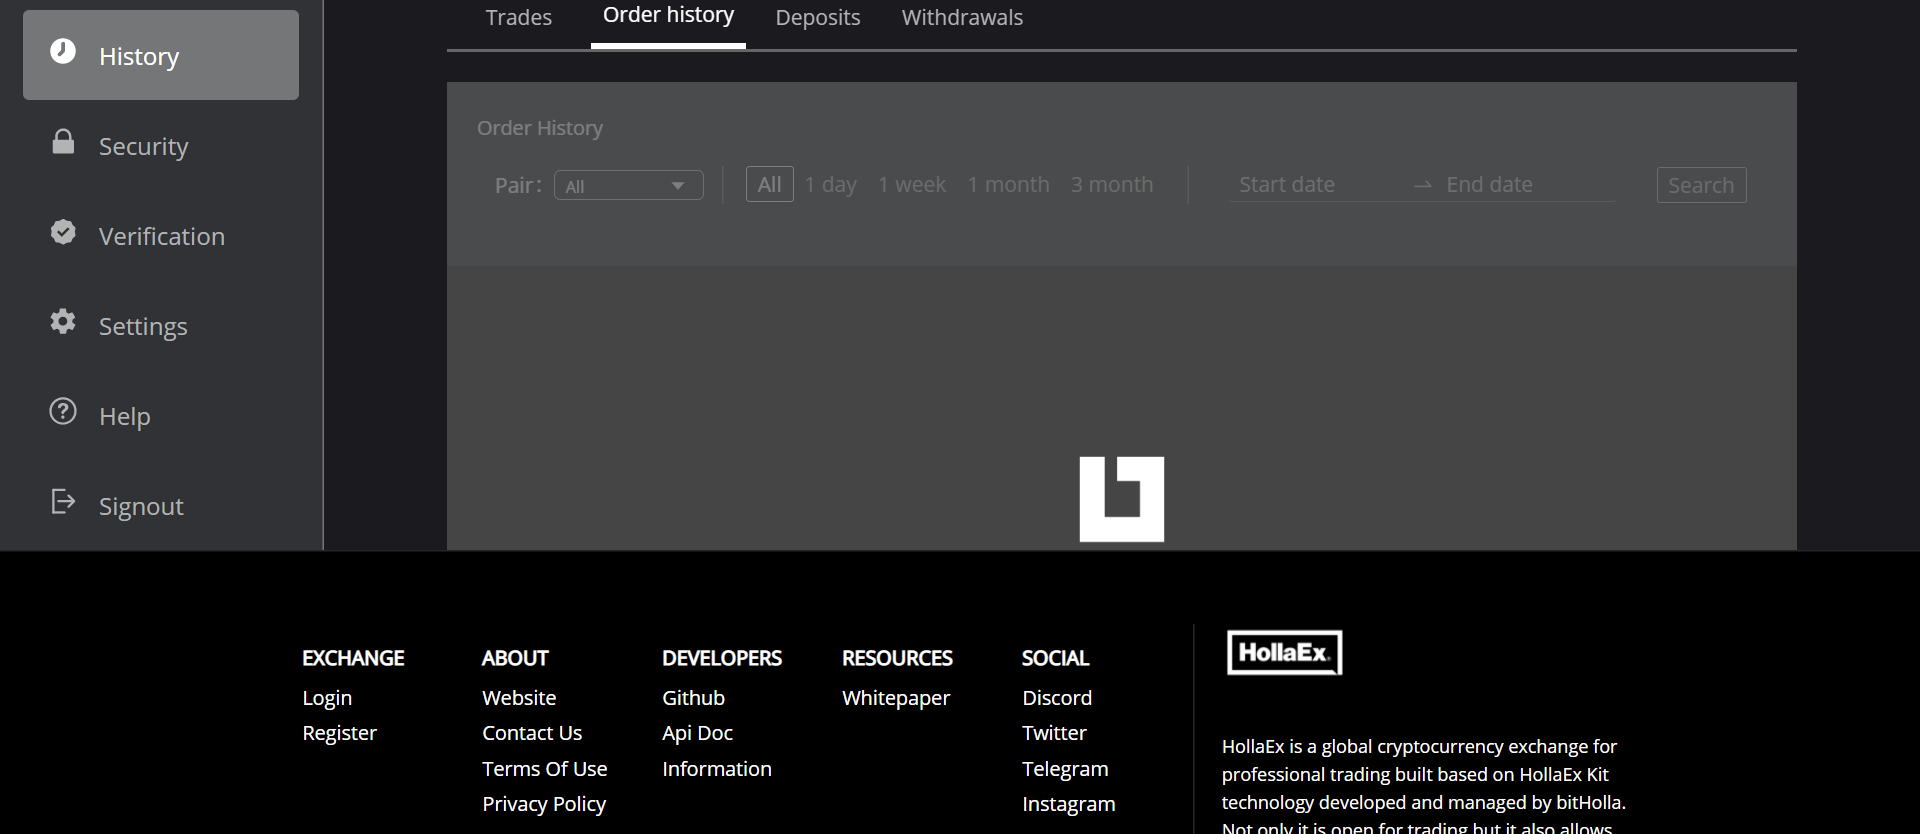 History
Security
Verification
Settings
Help
Signout
Trades Order history Deposits Withdrawals
Order History
Pair: All All 1 day 1 week 1 month 3 month Start date → End date Search
EXCHANGE
Login
Register
ABOUT
Website
Contact Us
Terms Of Use
Privacy Policy
DEVELOPERS
Github
Api Doc
Information
RESOURCES
Whitepaper
SOCIAL
Discord
Twitter
Telegram
Instagram
HollaEx.
HollaEx is a global cryptocurrency exchange for
professional trading built based on HollaEx Kit
technology developed and managed by bitHolla.
Not only it is open for trading but it also allows